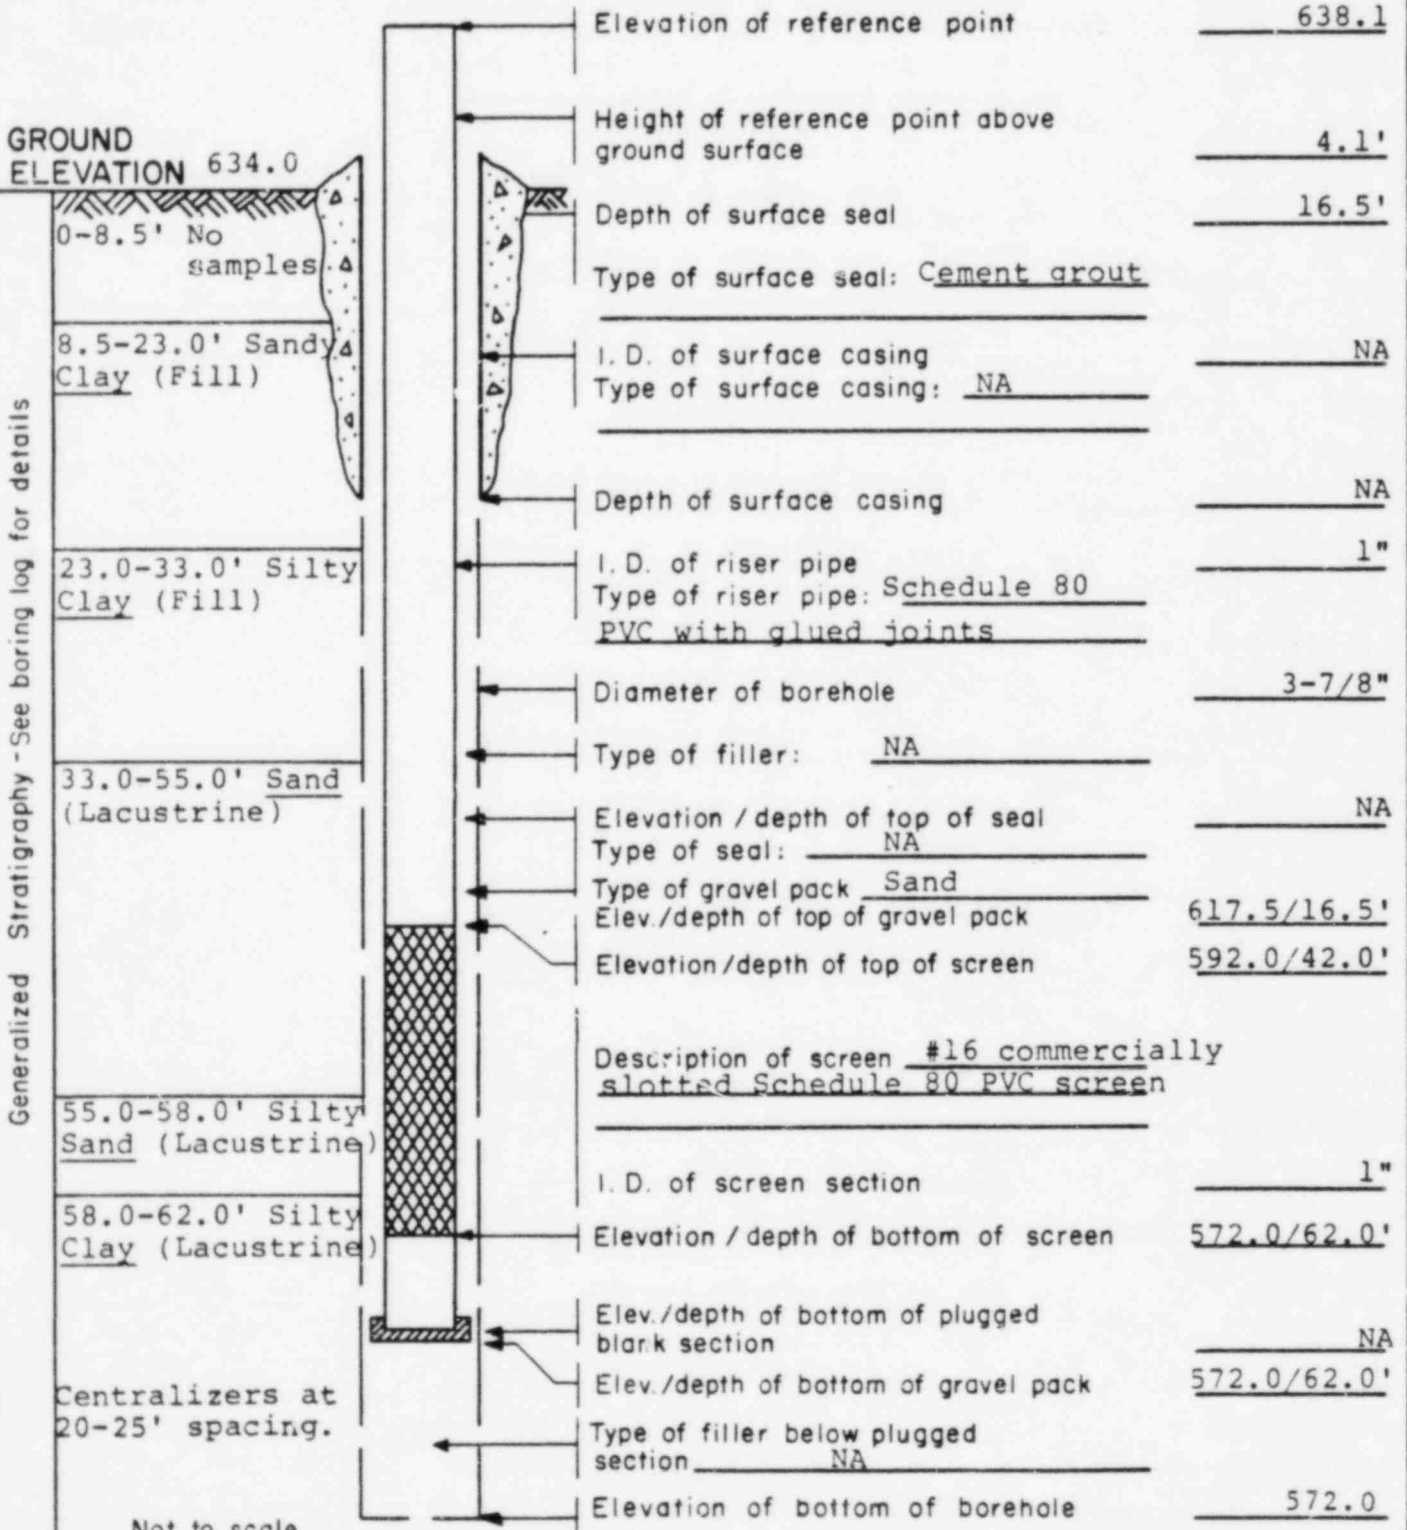 Elevation of reference point 638.1
Height of reference point above
ground surface 4.1'
GROUND
ELEVATION 634.0
Depth of surface seal 16.5'
Type of surface seal: Cement grout
I.D. of surface casing NA
Type of surface casing: NA
Depth of surface casing NA
I.D. of riser pipe 1"
Type of riser pipe: Schedule 80
PVC with glued joints
Diameter of borehole 3-7/8"
Type of filler: NA
Elevation / depth of top of seal NA
Type of seal: NA
Type of gravel pack Sand
Elev./depth of top of gravel pack 617.5/16.5'
Elevation/depth of top of screen 592.0/42.0'
Description of screen #16 commercially
slotted Schedule 80 PVC screen
I.D. of screen section 1"
Elevation / depth of bottom of screen 572.0/62.0'
Elev./depth of bottom of plugged
blank section NA
Elev./depth of bottom of gravel pack 572.0/62.0'
Type of filler below plugged
section NA
Elevation of bottom of borehole 572.0
Generalized Stratigraphy - See boring log for details
0-8.5' No
samples
8.5-23.0' Sandy
Clay (Fill)
23.0-33.0' Silty
Clay (Fill)
33.0-55.0' Sand
(Lacustrine)
55.0-58.0' Silty
Sand (Lacustrine)
58.0-62.0' Silty
Clay (Lacustrine)
Centralizers at
20-25' spacing.
Not to scale